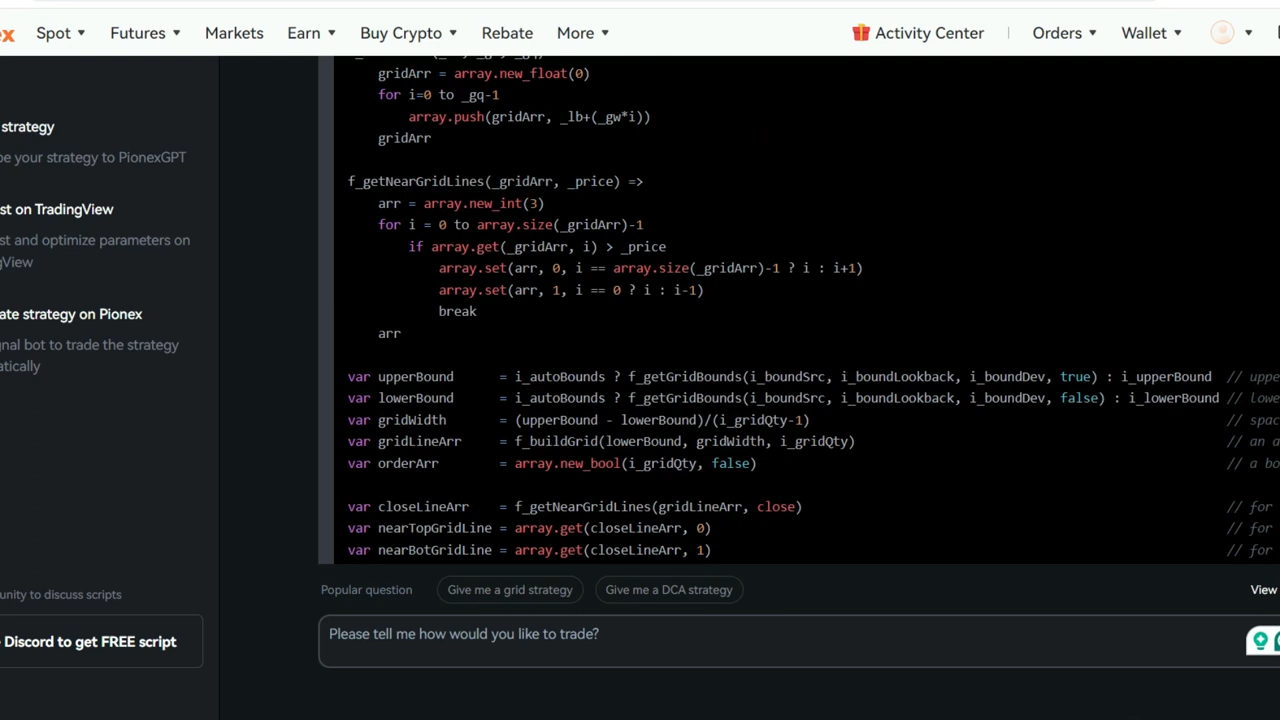 ex Spot Futures Markets Earn Buy Crypto Rebate More Activity Center Orders Wallet
strategy
be your strategy to PionexGPT
st on TradingView
st and optimize parameters on
gView
ate strategy on Pionex
gnal bot to trade the strategy
atically
unity to discuss scripts
Discord to get FREE script
gridArr = array.new_float(0)
for i=0 to _gq-1
array.push(gridArr, _lb+(_gw*i))
gridArr
f_getNearGridLines(_gridArr, _price) =>
arr = array.new_int(3)
for i = 0 to array.size(_gridArr)-1
if array.get(_gridArr, i) > _price
array.set(arr, 0, i == array.size(_gridArr)-1 ? i : i+1)
array.set(arr, 1, i == 0 ? i : i-1)
break
arr
var upperBound = i_autoBounds ? f_getGridBounds(i_boundSrc, i_boundLookback, i_boundDev, true) : i_upperBound // uppe
var lowerBound = i_autoBounds ? f_getGridBounds(i_boundSrc, i_boundLookback, i_boundDev, false) : i_lowerBound // lowe
var gridWidth = (upperBound - lowerBound)/(i_gridQty-1) // spac
var gridLineArr = f_buildGrid(lowerBound, gridWidth, i_gridQty) // an a
var orderArr = array.new_bool(i_gridQty, false) // a bo
var closeLineArr = f_getNearGridLines(gridLineArr, close) // for
var nearTopGridLine = array.get(closeLineArr, 0) // for
var nearBotGridLine = array.get(closeLineArr, 1) // for
Popular question Give me a grid strategy Give me a DCA strategy View
Please tell me how would you like to trade?